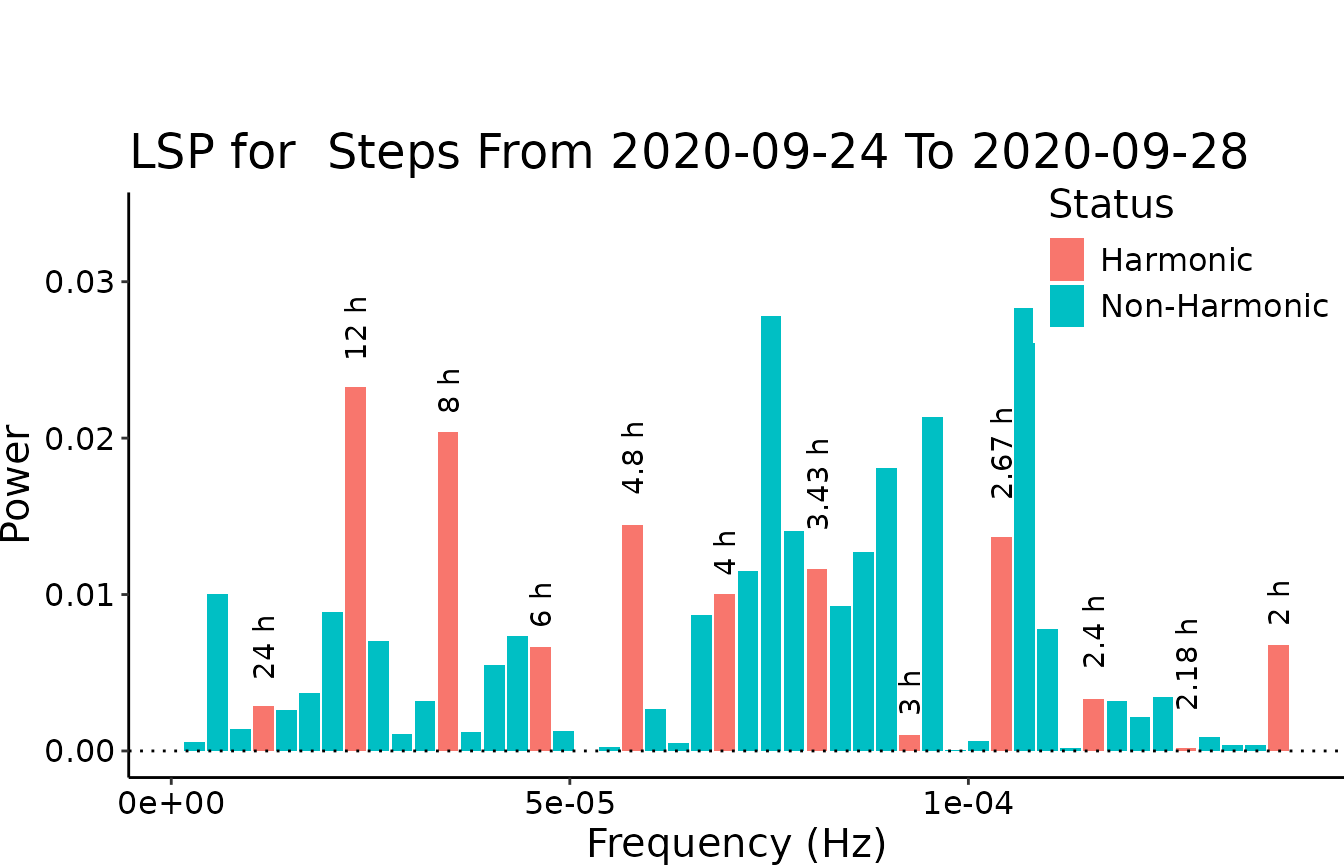 LSP for  Steps From 2020-09-24 To 2020-09-28
Status
Harmonic
Non-Harmonic
Power
0.03
0.02
0.01
0.00
24 h
12 h
8 h
6 h
4.8 h
4 h
3.43 h
3 h
2.67 h
2.4 h
2.18 h
2 h
0e+00
5e-05
1e-04
Frequency (Hz)